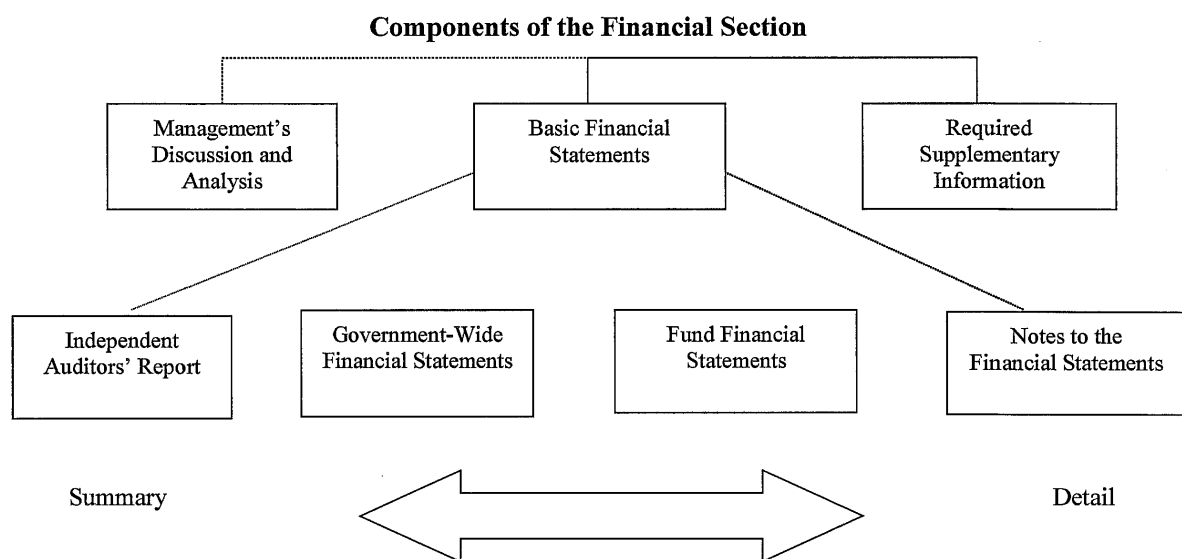 Components of the Financial Section
Management's
Discussion and
Analysis
Basic Financial
Statements
Required
Supplementary
Information
Independent
Auditors' Report
Government-Wide
Financial Statements
Fund Financial
Statements
Notes to the
Financial Statements
Summary
Detail